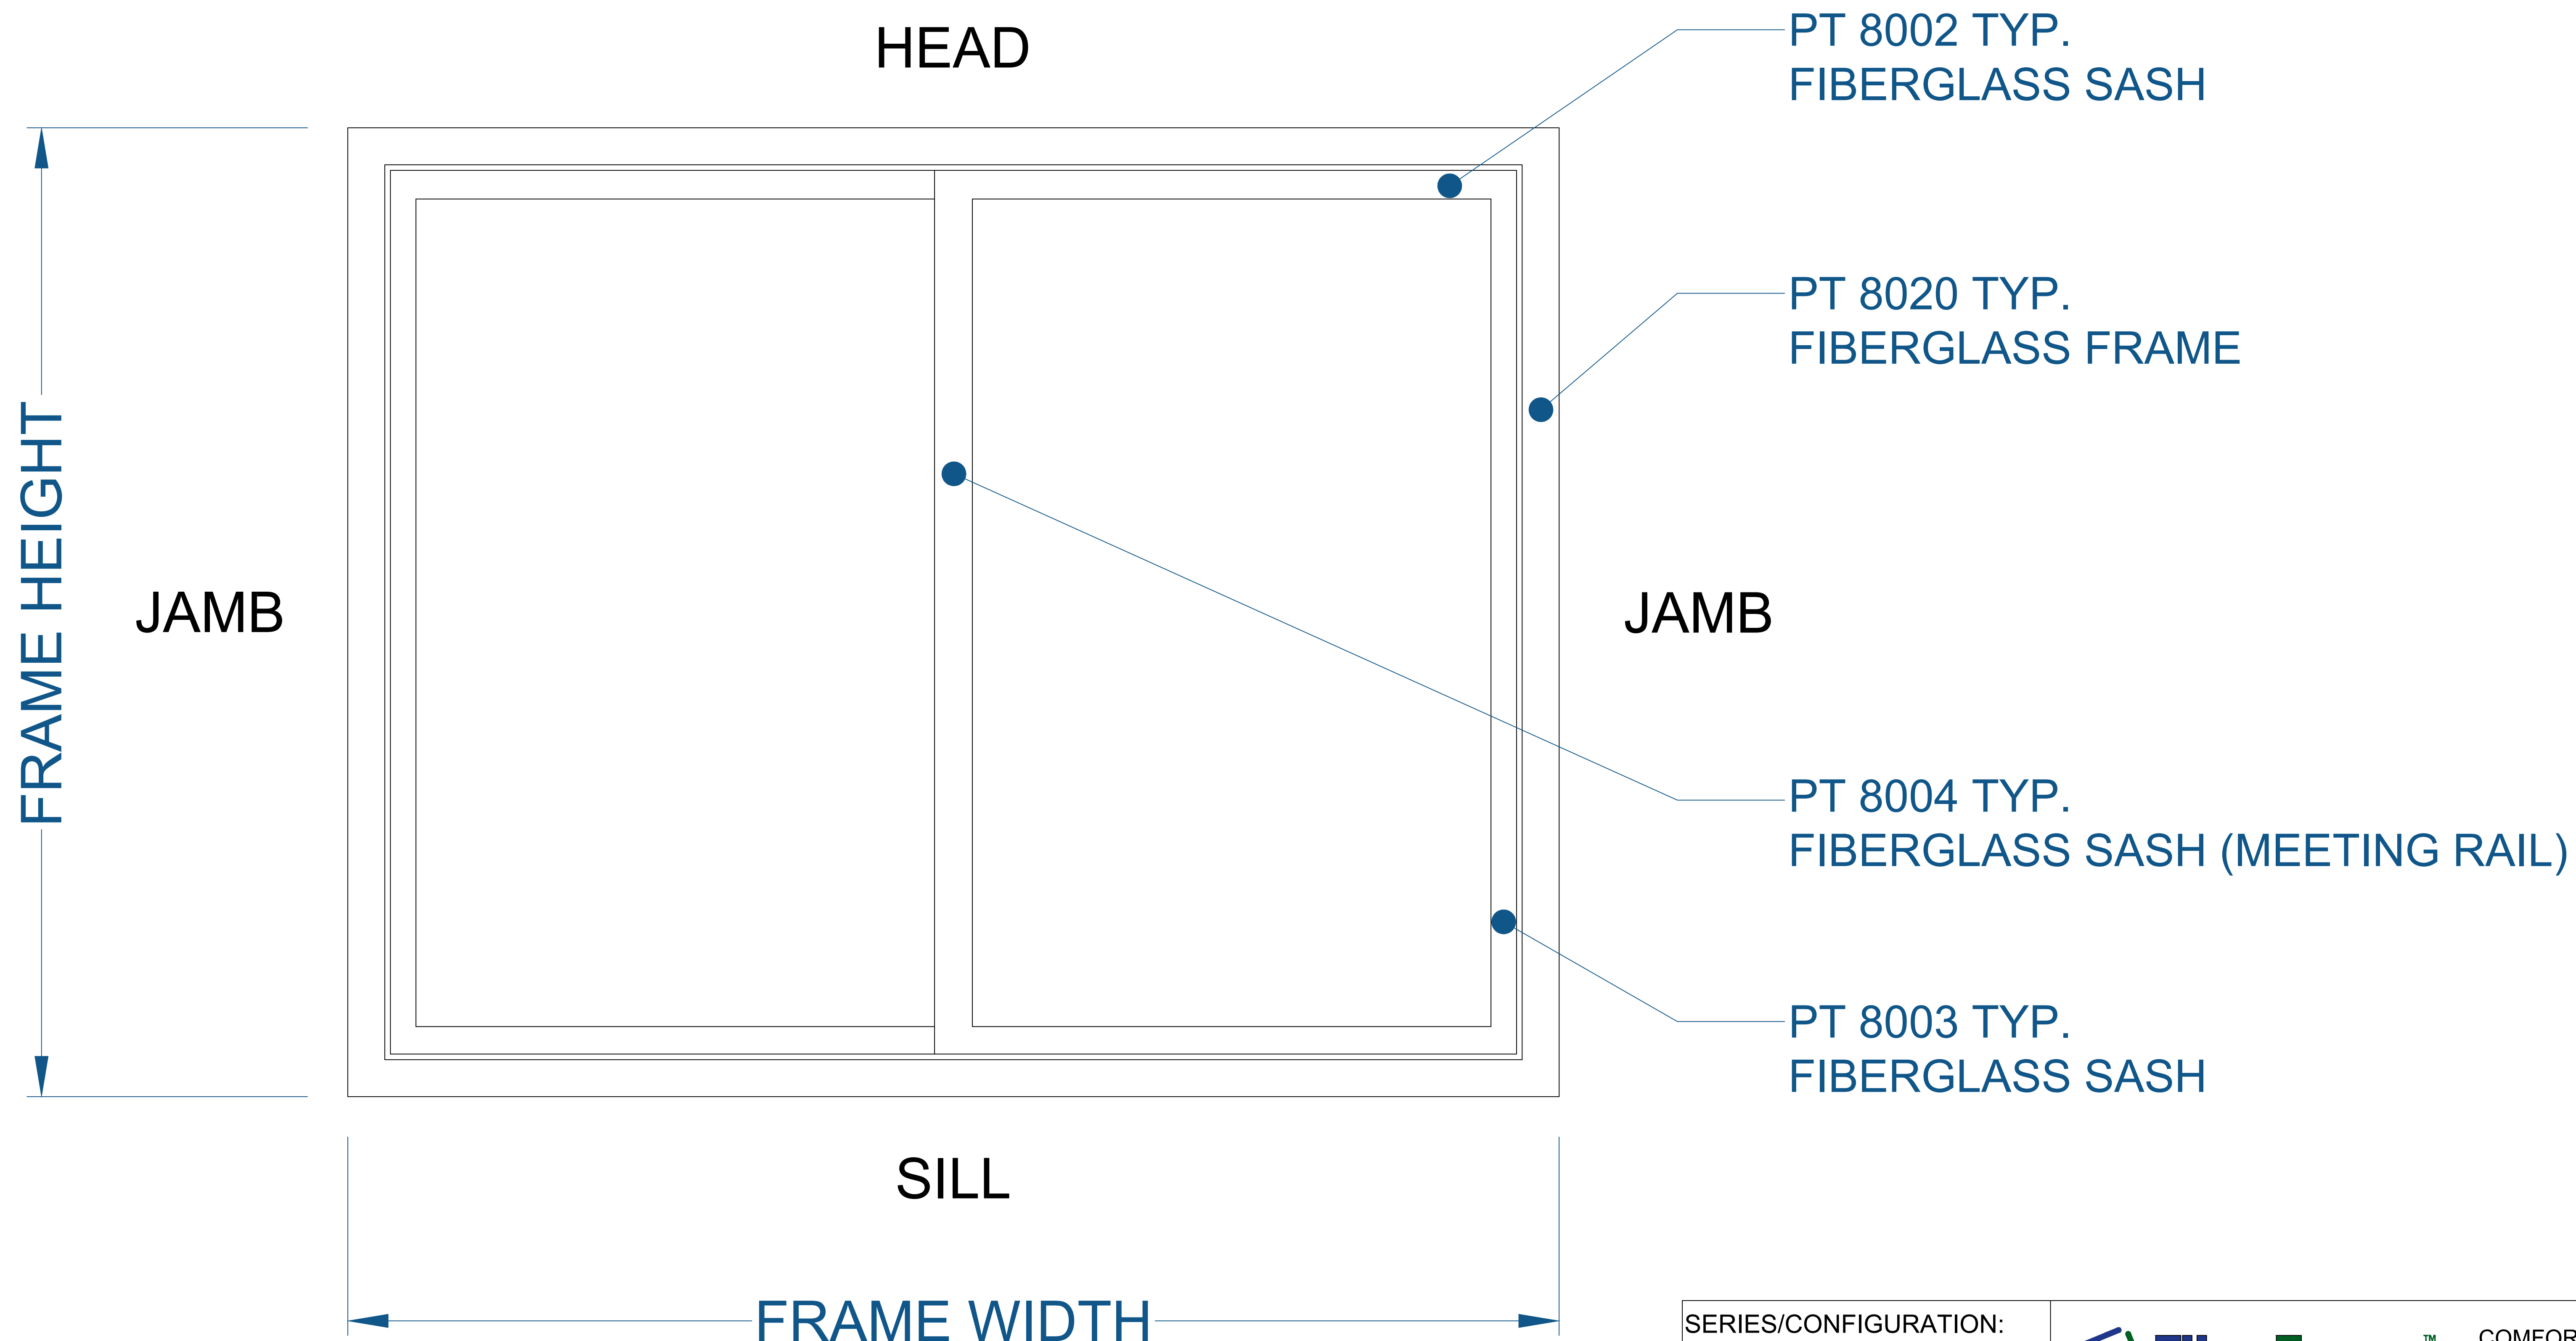 HEAD
PT 8002 TYP.
FIBERGLASS SASH
PT 8020 TYP.
FIBERGLASS FRAME
FRAME HEIGHT
JAMB
JAMB
PT 8004 TYP.
FIBERGLASS SASH (MEETING RAIL)
PT 8003 TYP.
FIBERGLASS SASH
SILL
FRAME WIDTH
SERIES/CONFIGURATION:
TM